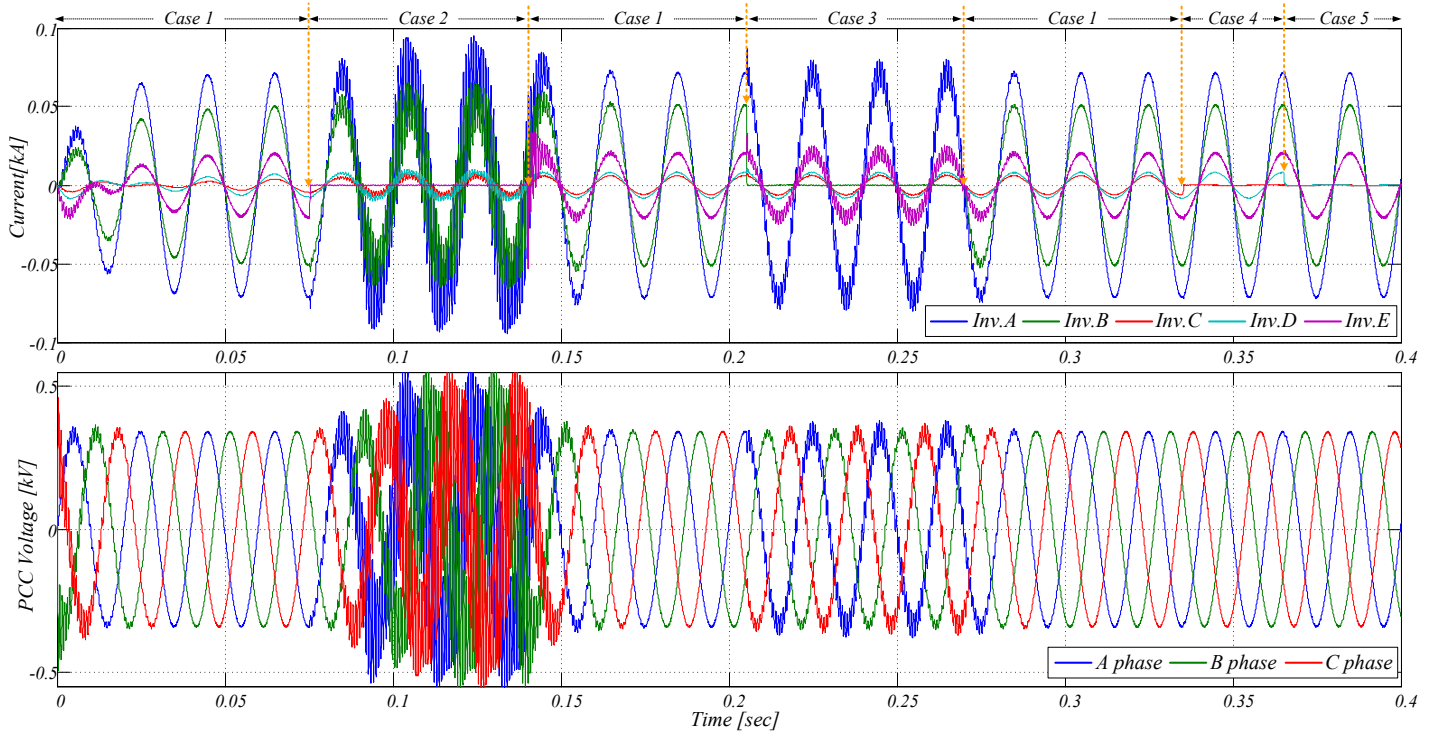 Case 1 Case 2 Case 1 Case 3 Case 1 Case 4 Case 5
0.1
0.05
0
-0.05
-0.1
Current[kA]
Inv.A Inv.B Inv.C Inv.D Inv.E
0 0.05 0.1 0.15 0.2 0.25 0.3 0.35 0.4
0.5
0
-0.5
PCC Voltage [kV]
A phase B phase C phase
0 0.05 0.1 0.15 0.2 0.25 0.3 0.35 0.4
Time [sec]